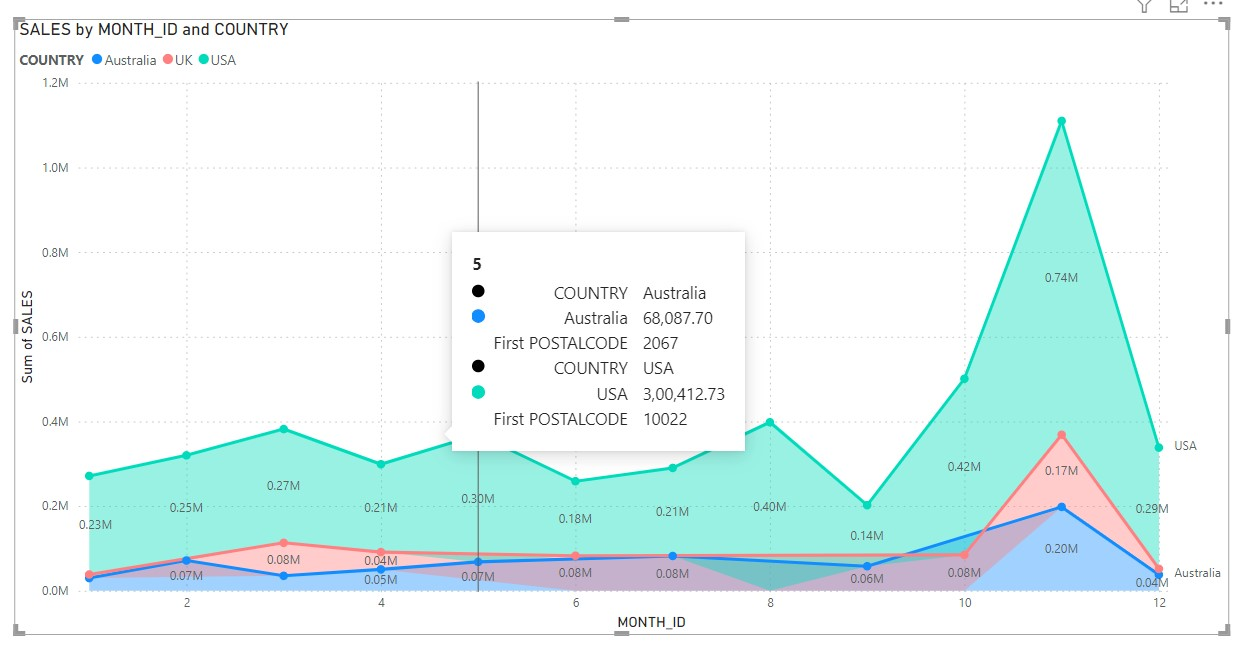 SALES by MONTH_ID and COUNTRY
COUNTRY Australia UK USA
Sum of SALES
1.2M
1.0M
0.8M
0.6M
0.4M
0.2M
0.0M
0.23M
0.25M
0.27M
0.21M
0.30M
0.18M
0.21M
0.40M
0.14M
0.42M
0.74M
0.29M
0.08M
0.04M
0.17M
0.07M
0.05M
0.07M
0.08M
0.08M
0.06M
0.08M
0.20M
0.04M
USA
Australia
5
COUNTRY Australia
Australia 68,087.70
First POSTALCODE 2067
COUNTRY USA
USA 3,00,412.73
First POSTALCODE 10022
2 4 6 8 10 12
MONTH_ID